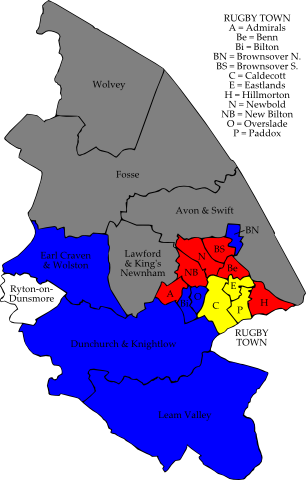 RUGBY TOWN
A = Admirals
Be = Benn
Bi = Bilton
BN = Brownsover N.
BS = Brownsover S.
C = Caldecott
E = Eastlands
H = Hillmorton
N = Newbold
NB = New Bilton
O = Overslade
P = Paddox
Wolvey
Fosse
Avon & Swift
BN
Earl Craven
& Wolston
Lawford
& King's
Newnham
BS
N
Be
NB
Ryton-on-
Dunsmore
E
A
Bi
O
C
P
H
RUGBY
TOWN
Dunchurch & Knightlow
Leam Valley